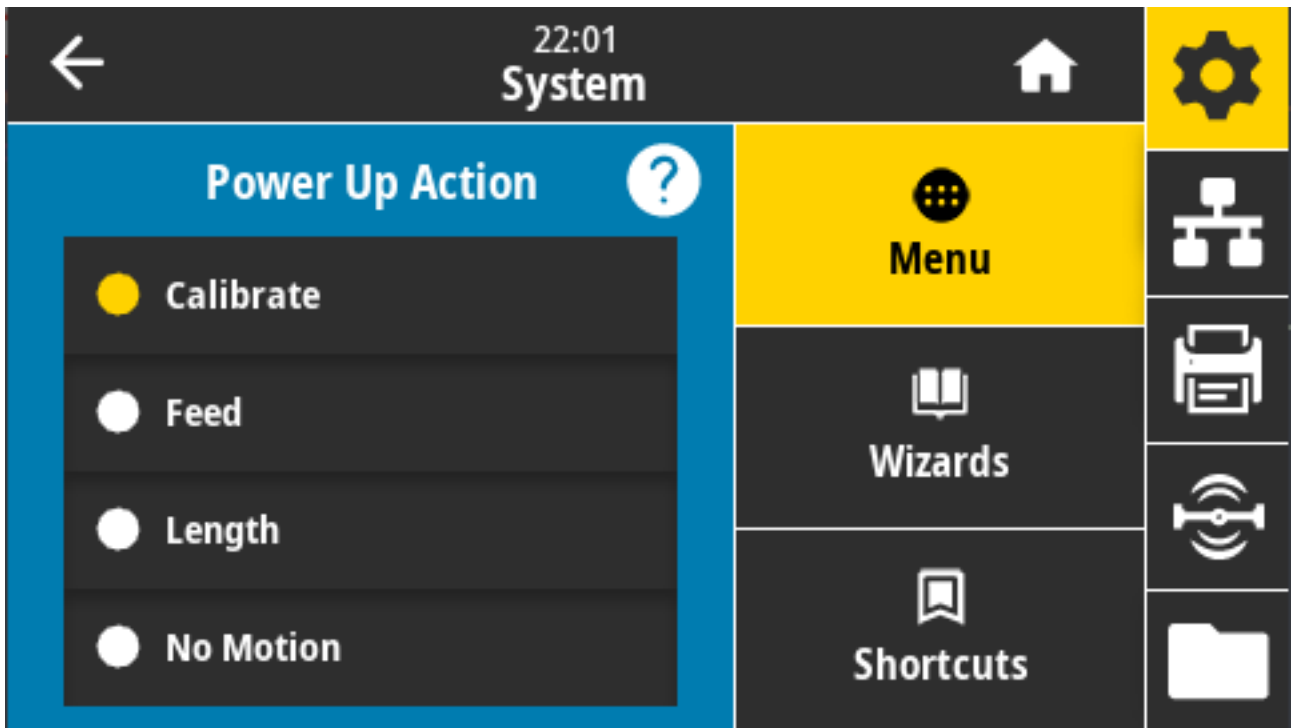 22:01
System
Power Up Action
?
Calibrate
Feed
Length
No Motion
Menu
Wizards
Shortcuts